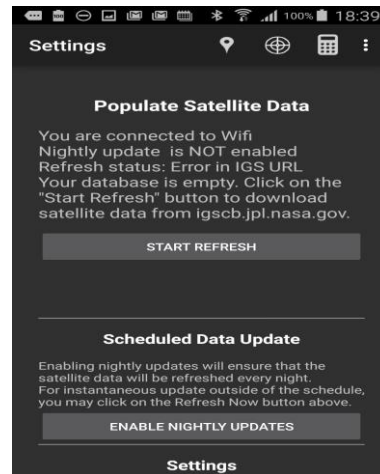 100% 18:39
Settings
Populate Satellite Data
You are connected to Wifi
Nightly update is NOT enabled
Refresh status: Error in IGS URL
Your database is empty. Click on the
"Start Refresh" button to download
satellite data from igscb.jpl.nasa.gov.
START REFRESH
Scheduled Data Update
Enabling nightly updates will ensure that the
satellite data will be refreshed every night.
For instantaneous update outside of the schedule,
you may click on the Refresh Now button above.
ENABLE NIGHTLY UPDATES
Settings